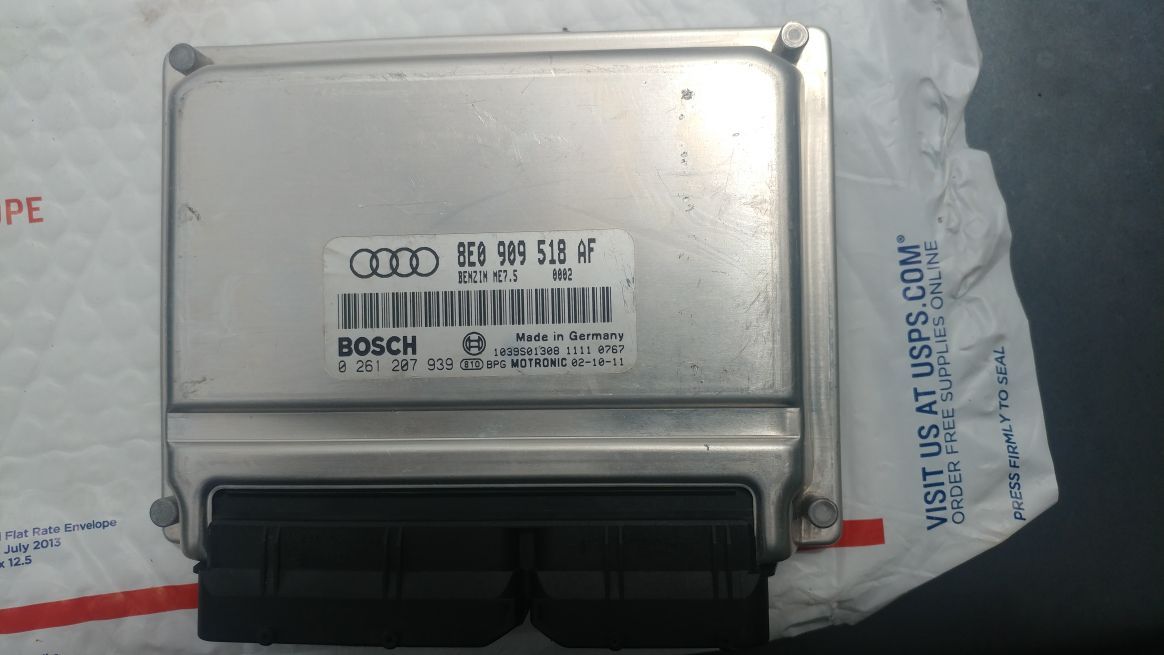 8E0 909 518 AF
BENZIN ME7.5 0002
BOSCH
Made in Germany
1039S01308 1111 0767
0 261 207 939 810 BPG MOTRONIC 02-10-11
OPE
Flat Rate Envelope
July 2013
x 12.5
VISIT US AT USPS.COM®
ORDER FREE SUPPLIES ONLINE
PRESS FIRMLY TO SEAL